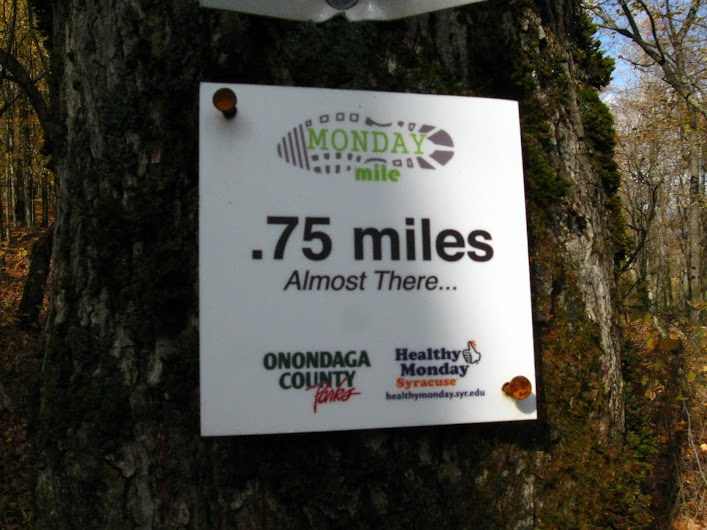 MONDAY
mile
.75 miles
Almost There...
ONONDAGA
COUNTY
Parks
Healthy
Monday
Syracuse
healthymonday.syr.edu